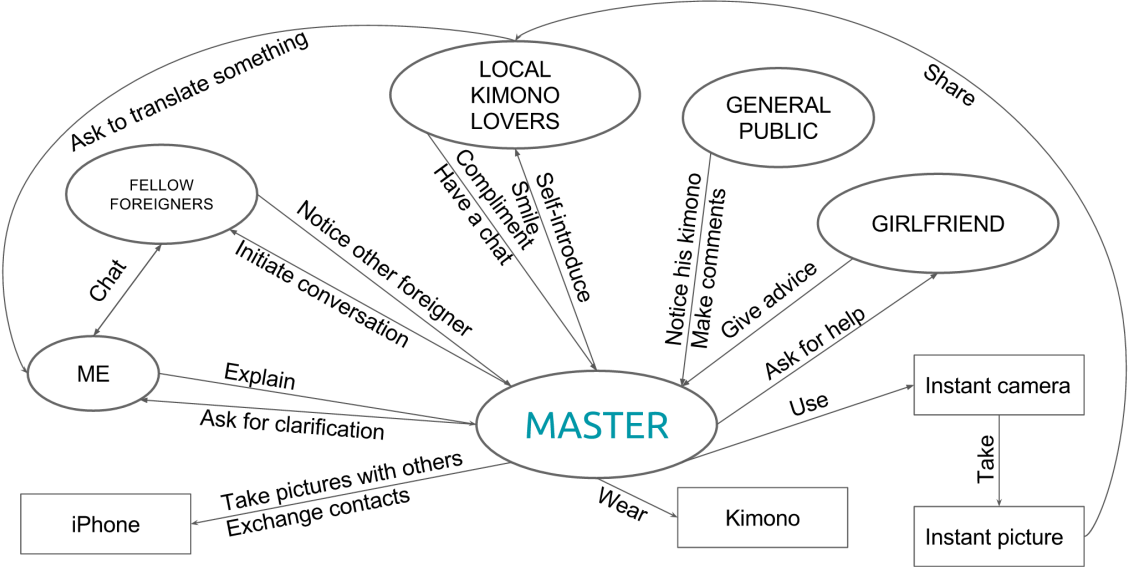 Ask to translate something
LOCAL
KIMONO
LOVERS
Share
GENERAL
PUBLIC
FELLOW
FOREIGNERS
Compliment
Have a chat
Smile
Self-introduce
Notice his kimono
Make comments
GIRLFRIEND
Notice other foreigner
Initiate conversation
Chat
Give advice
Ask for help
ME
Explain
Ask for clarification
MASTER
Use
Instant camera
Take
Take pictures with others
Exchange contacts
iPhone
Wear
Kimono
Instant picture